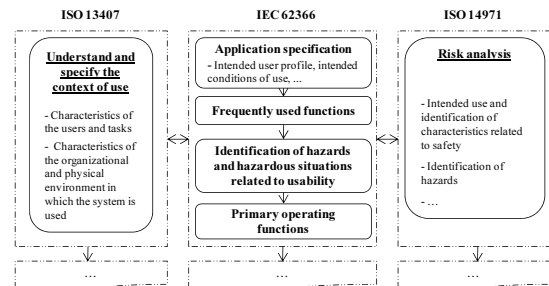 ISO 13407
Understand and
specify the
context of use
- Characteristics of
the users and tasks
- Characteristics of
the organizational
and physical
environment in
which the system is
used
...
IEC 62366
Application specification
- Intended user profile, intended
conditions of use, ...
Frequently used functions
Identification of hazards
and hazardous situations
related to usability
Primary operating
functions
...
ISO 14971
Risk analysis
- Intended use and
identification of
characteristics related
to safety
- Identification of
hazards
- ...
...